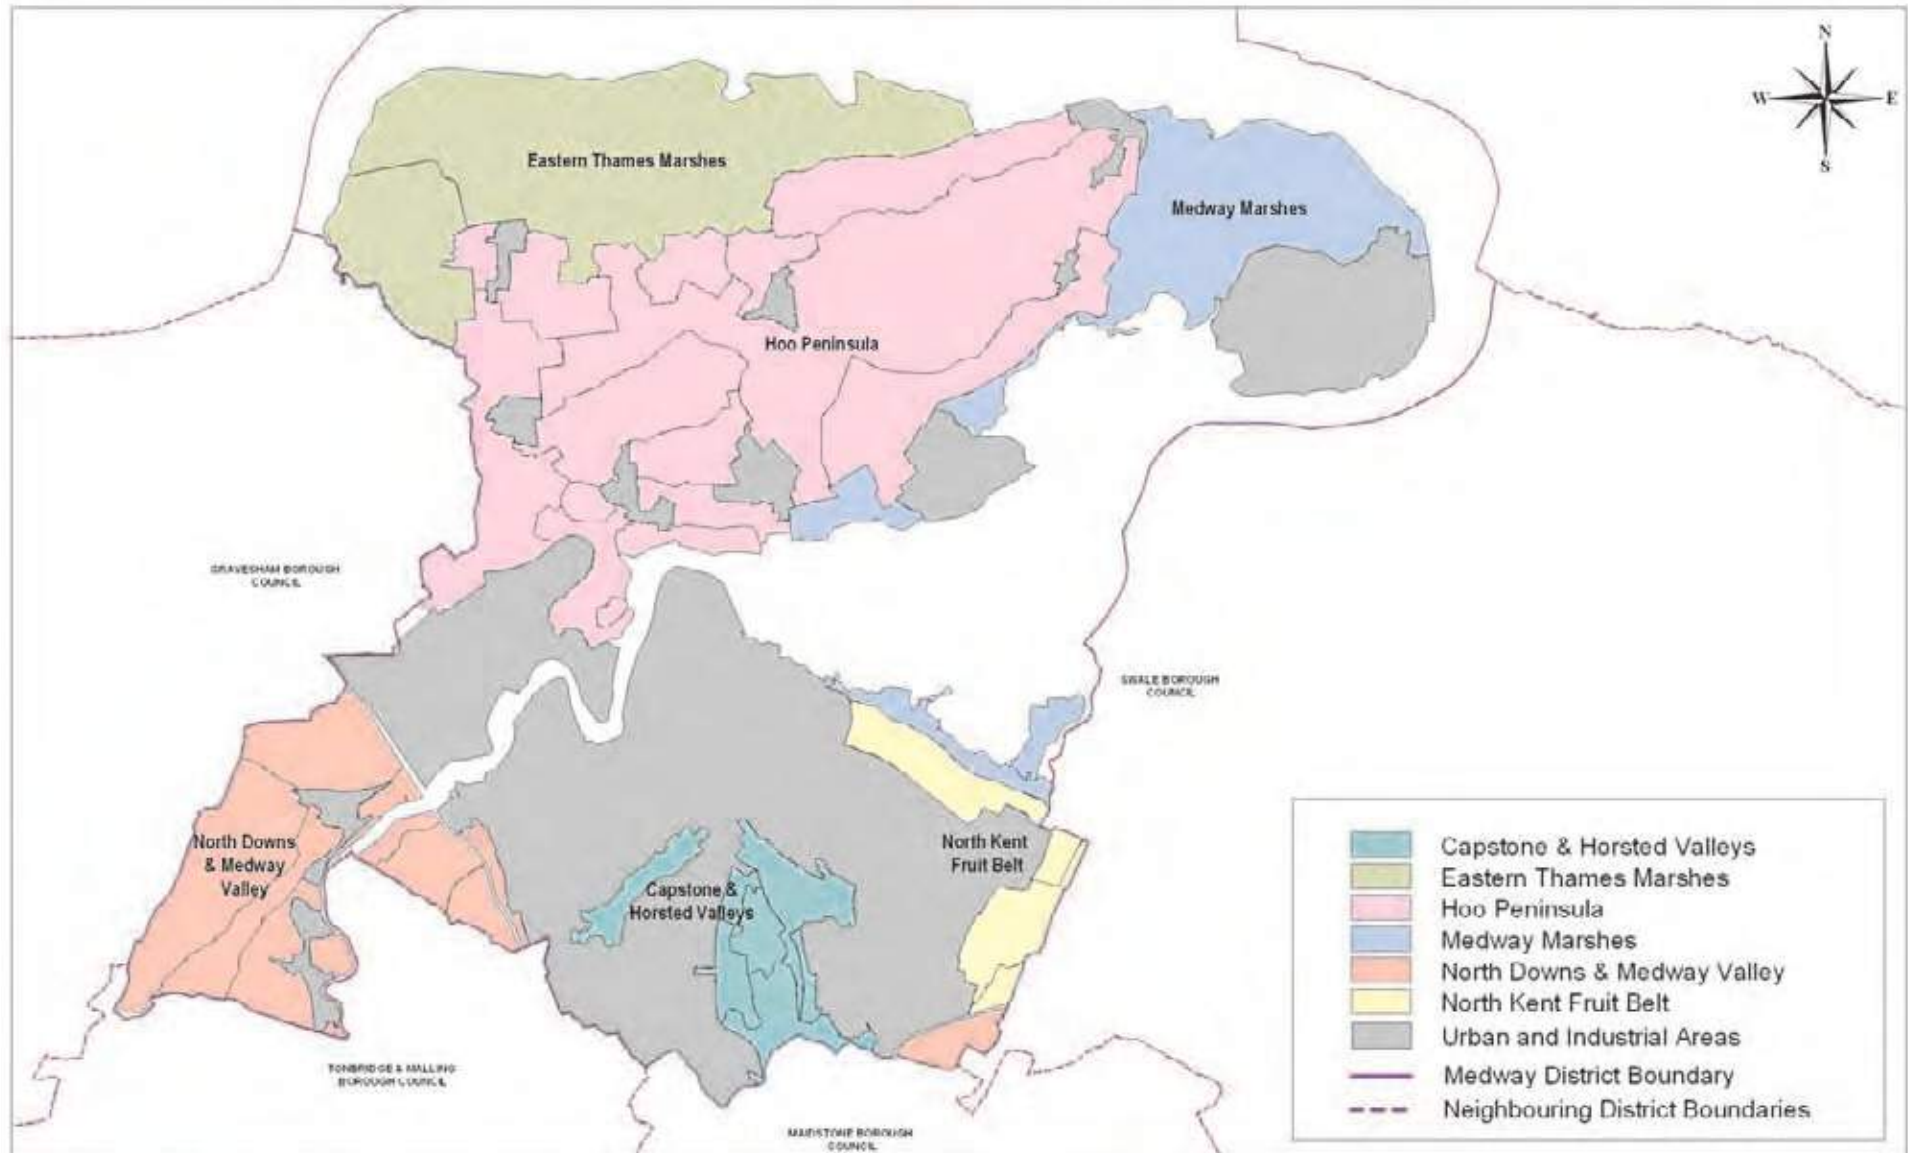 N
W E
S
Eastern Thames Marshes
Medway Marshes
Hoo Peninsula
GRAVESHAM BOROUGH
COUNCIL
SWALE BOROUGH
COUNCIL
North Downs
& Medway
Valley
North Kent
Fruit Belt
Capstone &
Horsted Valleys
TONBRIDGE & MALLING
BOROUGH COUNCIL
MAIDSTONE BOROUGH
COUNCIL
Capstone & Horsted Valleys
Eastern Thames Marshes
Hoo Peninsula
Medway Marshes
North Downs & Medway Valley
North Kent Fruit Belt
Urban and Industrial Areas
Medway District Boundary
Neighbouring District Boundaries